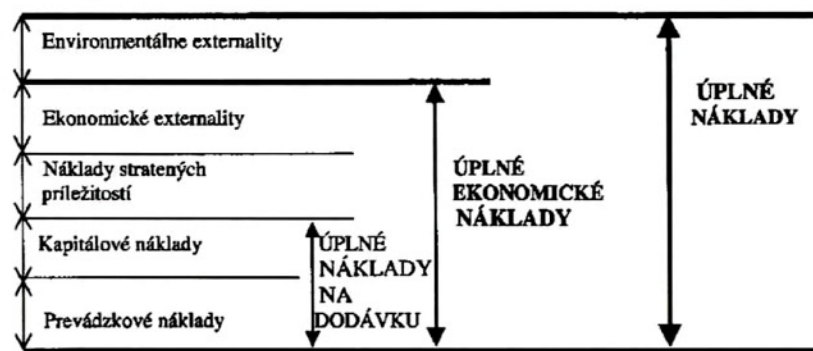 Environmentálne externality
Ekonomické externality
Náklady stratených
príležitostí
Kapitálové náklady
Prevádzkové náklady
ÚPLNÉ
NÁKLADY
NA
DODÁVKU
ÚPLNÉ
EKONOMICKÉ
NÁKLADY
ÚPLNÉ
NÁKLADY